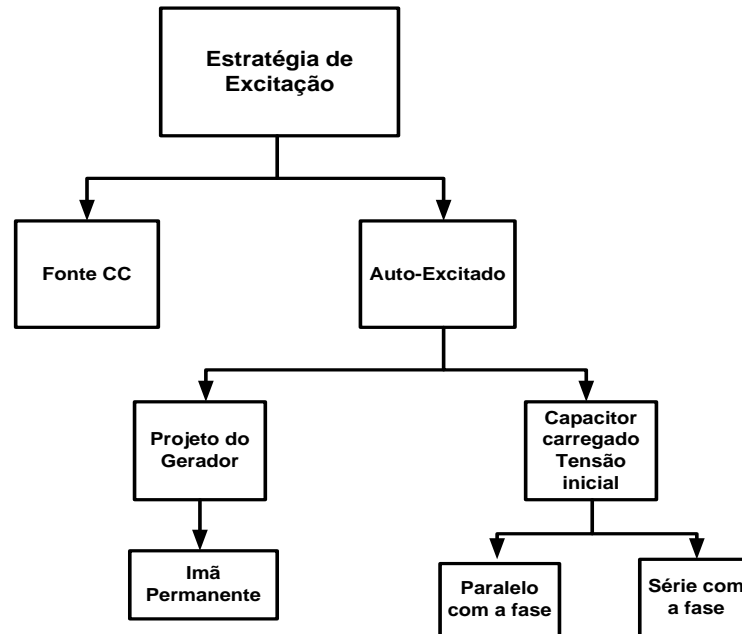 Estratégia de
Excitação
Fonte CC
Auto-Excitado
Projeto do
Gerador
Capacitor
carregado
Tensão
inicial
Imã
Permanente
Paralelo
com a fase
Série com
a fase